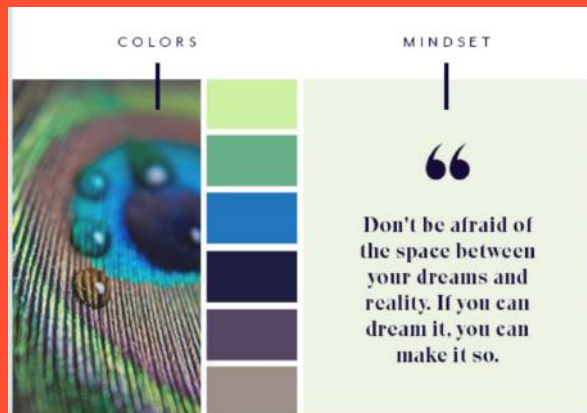 COLORS
MINDSET
“
Don't be afraid of
the space between
your dreams and
reality. If you can
dream it, you can
make it so.